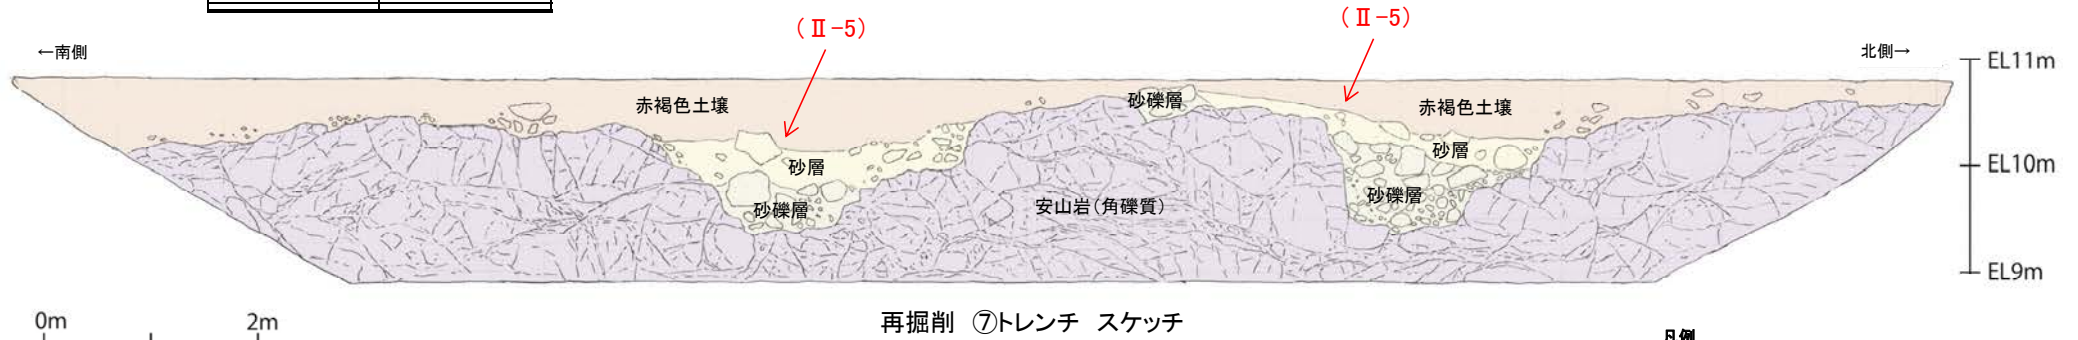 (Ⅱ-5)
(Ⅱ-5)
←南側
北側→
EL11m
赤褐色土壌
砂礫層
赤褐色土壌
砂層
砂層
EL10m
砂礫層
砂礫層
安山岩(角礫質)
EL9m
0m
2m
再掘削 ⑦トレンチ スケッチ
凡例